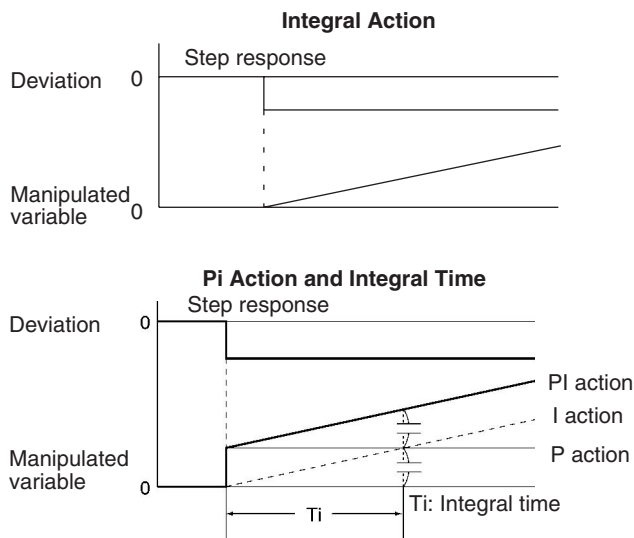 Integral Action
Step response
Deviation 0
Manipulated
variable 0
Pi Action and Integral Time
Step response
Deviation 0
PI action
I action
P action
Manipulated
variable 0
Ti: Integral time
Ti